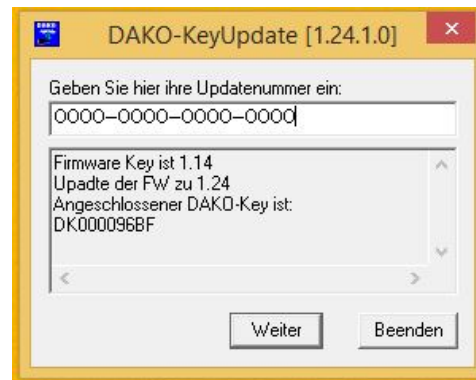 DAKO-KeyUpdate [1.24.1.0]
Geben Sie hier ihre Updatenummer ein:
0000-0000-0000-0000
Firmware Key ist 1.14
Upadte der FW zu 1.24
Angeschlossener DAKO-Key ist:
DK000096BF
Weiter
Beenden